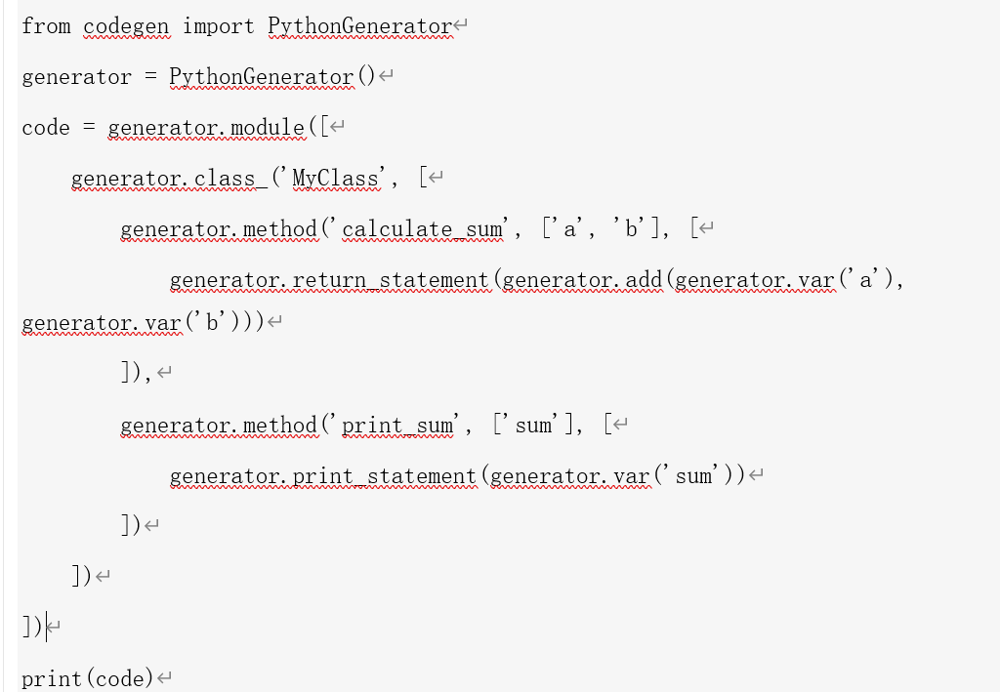 from codegen import PythonGenerator
generator = PythonGenerator()
code = generator.module([
    generator.class_('MyClass', [
        generator.method('calculate_sum', ['a', 'b'], [
            generator.return_statement(generator.add(generator.var('a'),
generator.var('b')))
        ]),
        generator.method('print_sum', ['sum'], [
            generator.print_statement(generator.var('sum'))
        ])
    ])
])
print(code)